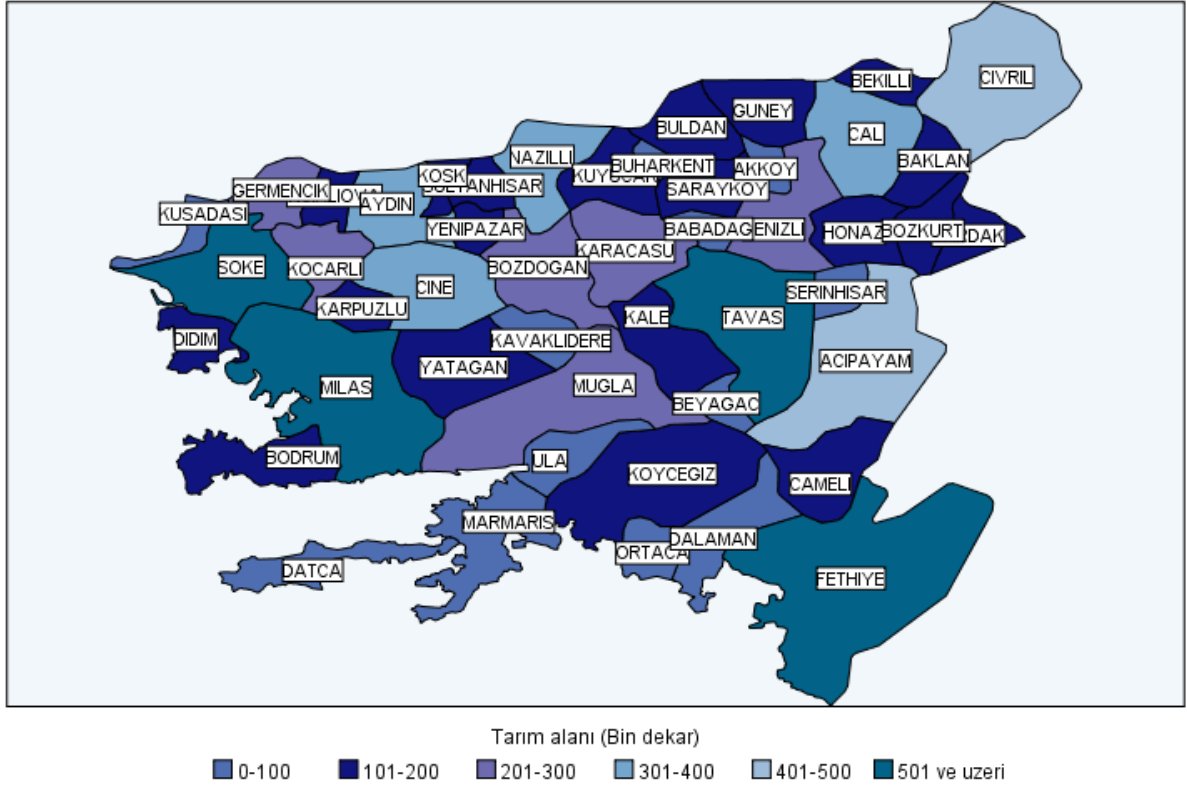 CIVRIL
BEKILLI
GUNEY
BULDAN
CAL
NAZILLI
BUHARKENT
BAKLAN
AKKOY
KOSK
SARAYKOY
GERMENCIK
AYDIN
KUSADASI
YENIPAZAR
BABADAG
HONAZ
BOZKURT
KARACASU
SOKE
KOCARLI
BOZDOGAN
CINE
SERINHISAR
KARPUZLU
KALE
TAVAS
DIDIM
KAVAKLIDERE
YATAGAN
ACIPAYAM
MILAS
MUGLA
BEYAGAC
BODRUM
ULA
KOYCEGIZ
CAMELI
MARMARIS
DALAMAN
ORTACA
DATCA
FETHIYE
Tarım alanı (Bin dekar)
0-100 101-200 201-300 301-400 401-500 501 ve uzeri